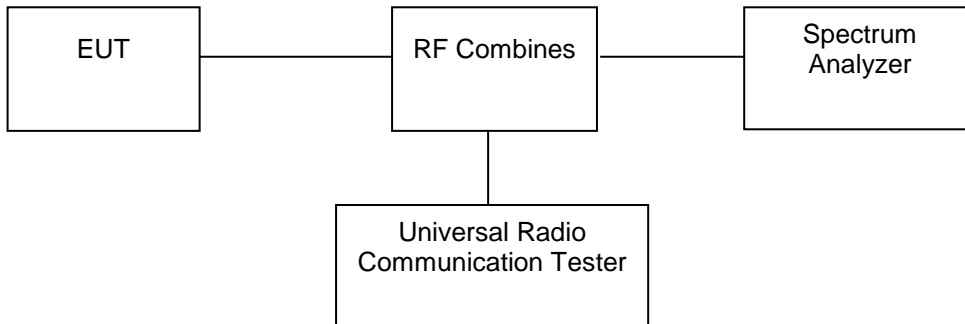 EUT
RF Combines
Spectrum
Analyzer
Universal Radio
Communication Tester